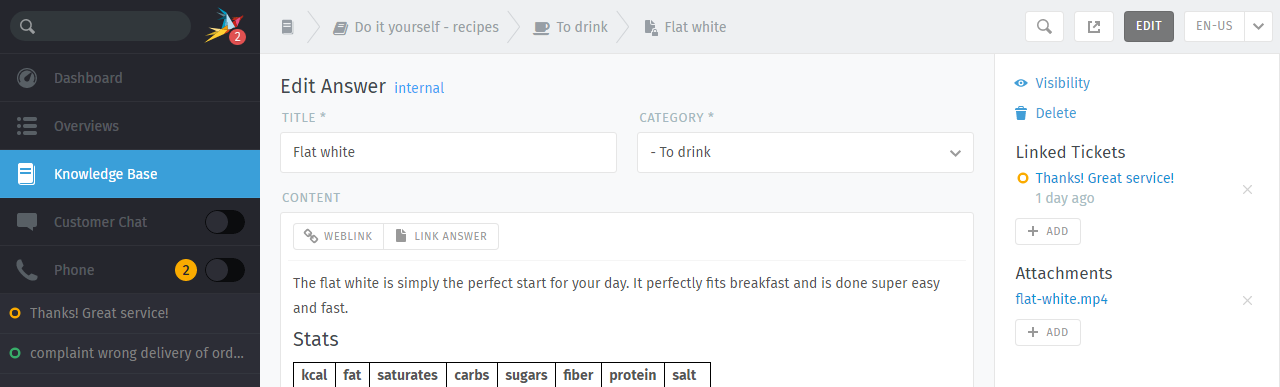 2
Dashboard
Overviews
Knowledge Base
Customer Chat
Phone 2
Thanks! Great service!
complaint wrong delivery of ord...
Do it yourself - recipes To drink Flat white
EDIT EN-US
Edit Answer internal
TITLE * CATEGORY *
Flat white - To drink
CONTENT
WEBLINK LINK ANSWER
The flat white is simply the perfect start for your day. It perfectly fits breakfast and is done super easy
and fast.
Stats
kcal fat saturates carbs sugars fiber protein salt
Visibility
Delete
Linked Tickets
Thanks! Great service!
1 day ago
ADD
Attachments
flat-white.mp4
ADD